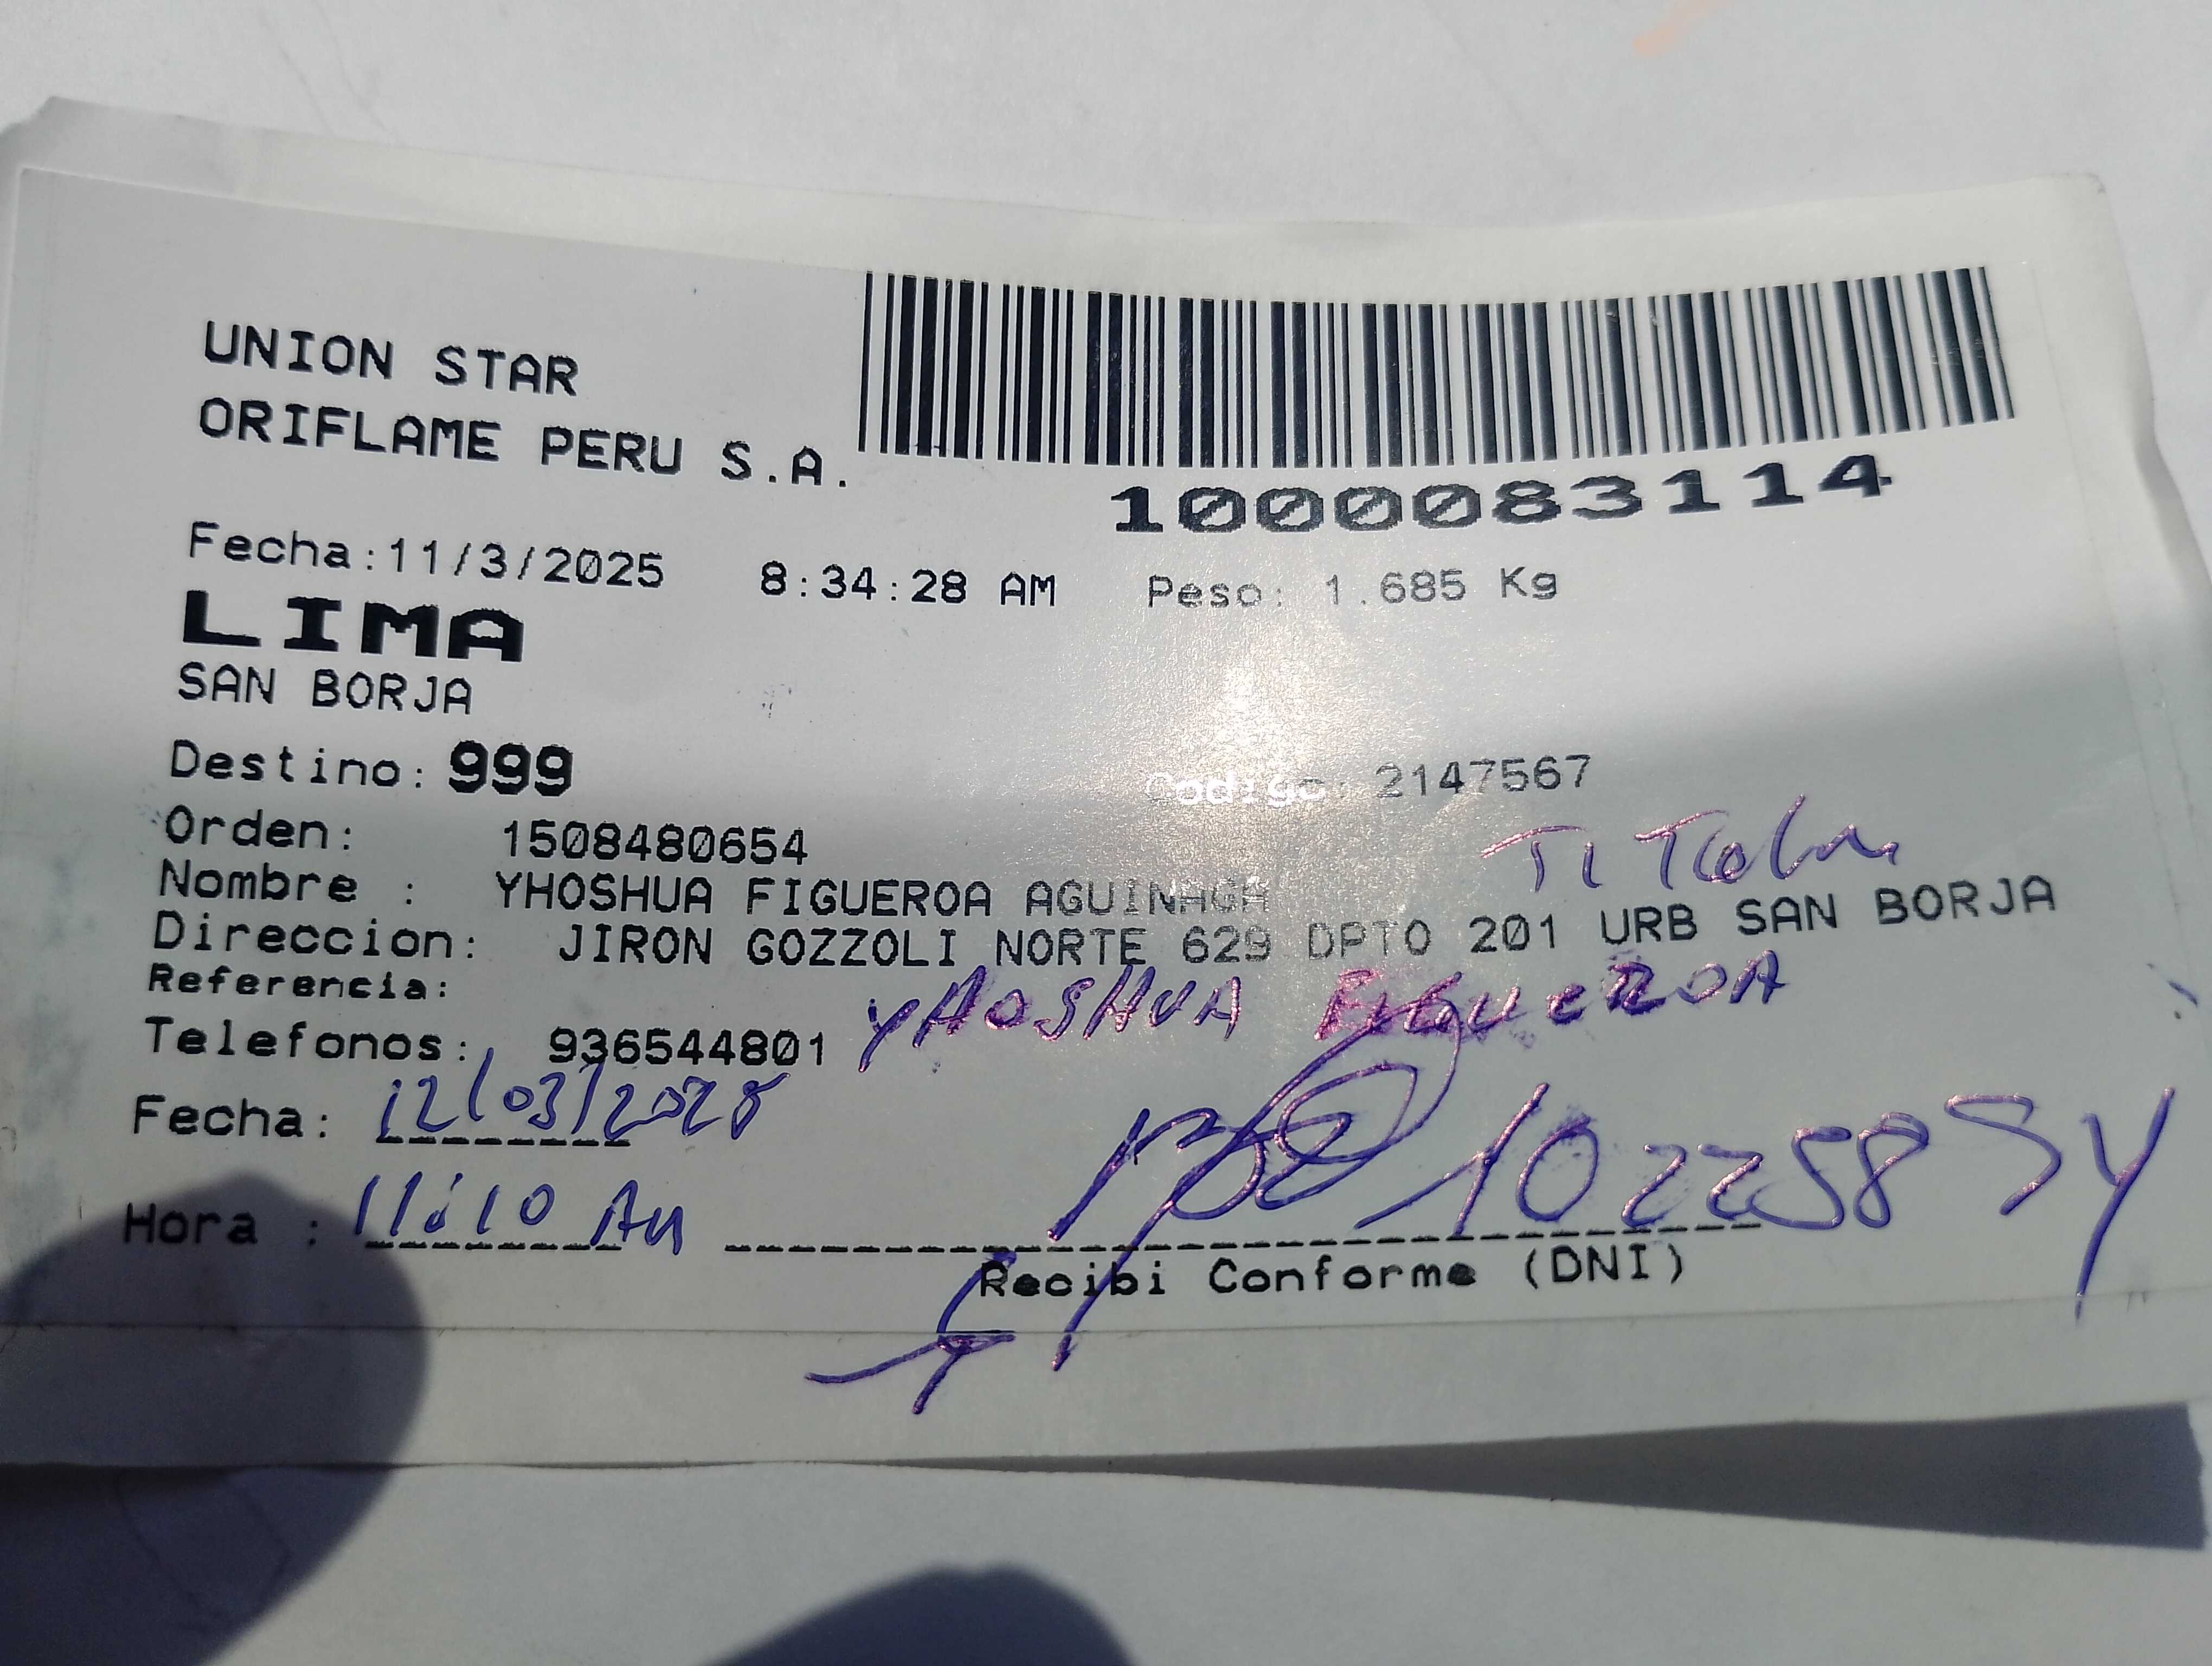 UNION STAR
ORIFLAME PERU S.A.
1000083114
Fecha:11/3/2025 8:34:28 AM Peso: 1.685 Kg
LIMA
SAN BORJA
Destino: 999 Codigo: 2147567
Orden: 1508480654
Nombre : YHOSHUA FIGUEROA AGUINAGA
Direccion: JIRON GOZZOLI NORTE 629 DPTO 201 URB SAN BORJA
Referencia:
YHOSHUA FIGUEROA
Telefonos: 936544801
Fecha: 12/03/2025
Hora : 11:10 AM
Recibi Conforme (DNI)